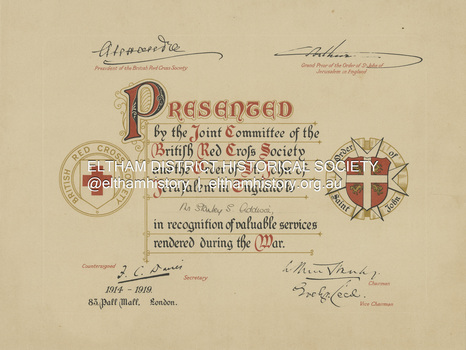 Alexandra
President of the British Red Cross Society
Arthur
Grand Prior of the Order of St John of
Jerusalem in England
PRESENTED
by the Joint Committee of the
British Red Cross Society
and the Order of St John of
Jerusalem in England to
Stanley S.
in recognition of valuable services
rendered during the War.
BRITISH RED CROSS SOCIETY
Order of Saint John
ELTHAM DISTRICT HISTORICAL SOCIETY
@elthamhistory.org.au
Countersigned
Secretary
1914 - 1919.
83, Pall Mall, London.
Chairman
Vice Chairman